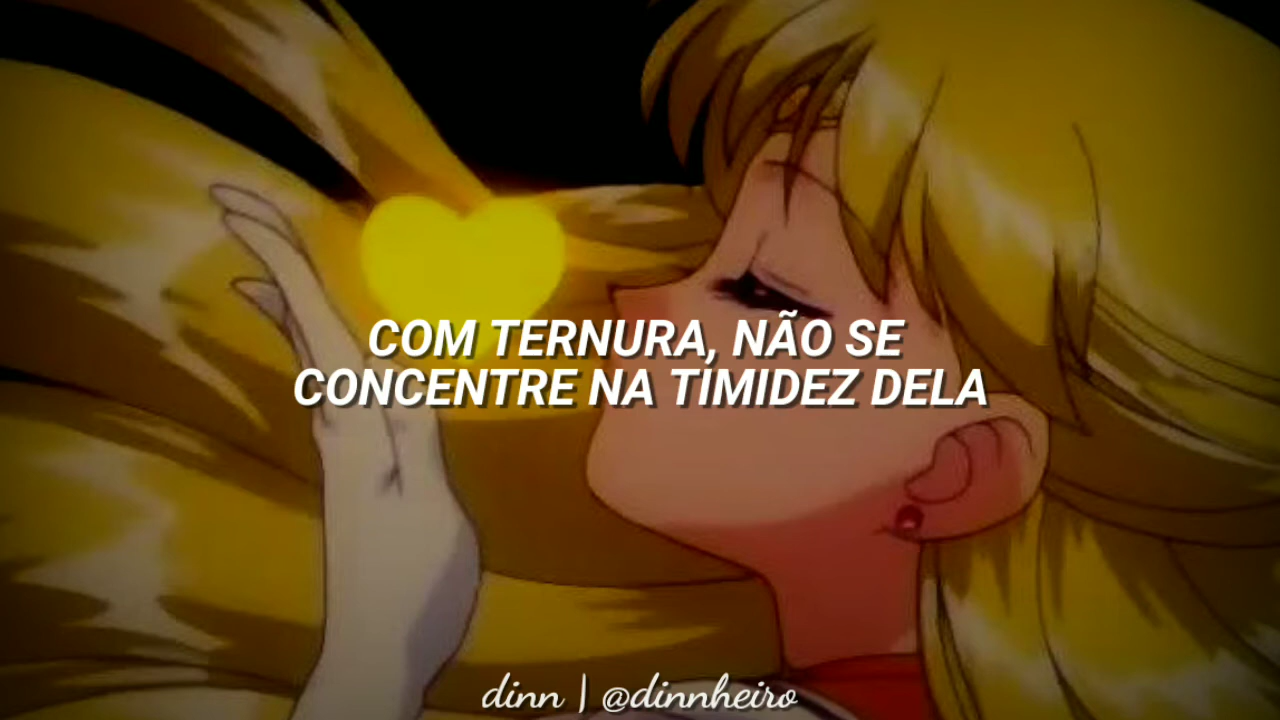 COM TERNURA, NÃO SE
CONCENTRE NA TIMIDEZ DELA
dinn | @dinnheiro